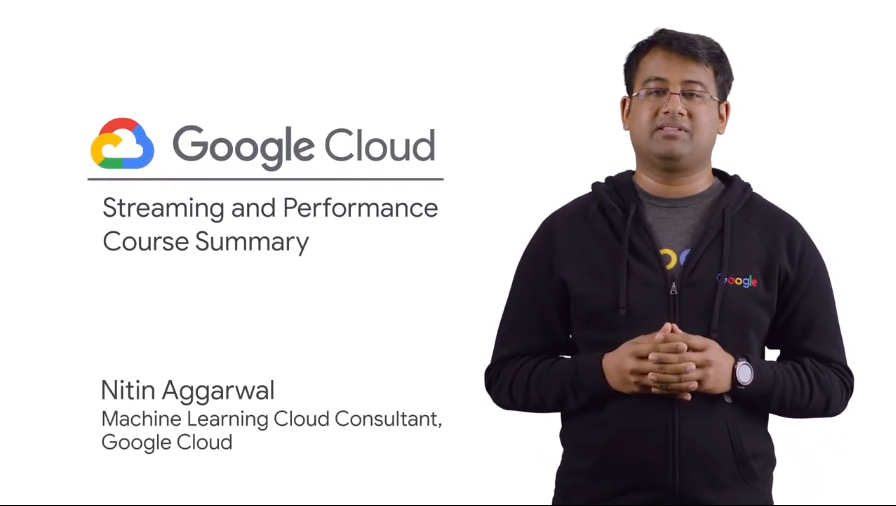 Google Cloud
Streaming and Performance
Course Summary
Nitin Aggarwal
Machine Learning Cloud Consultant,
Google Cloud
Google